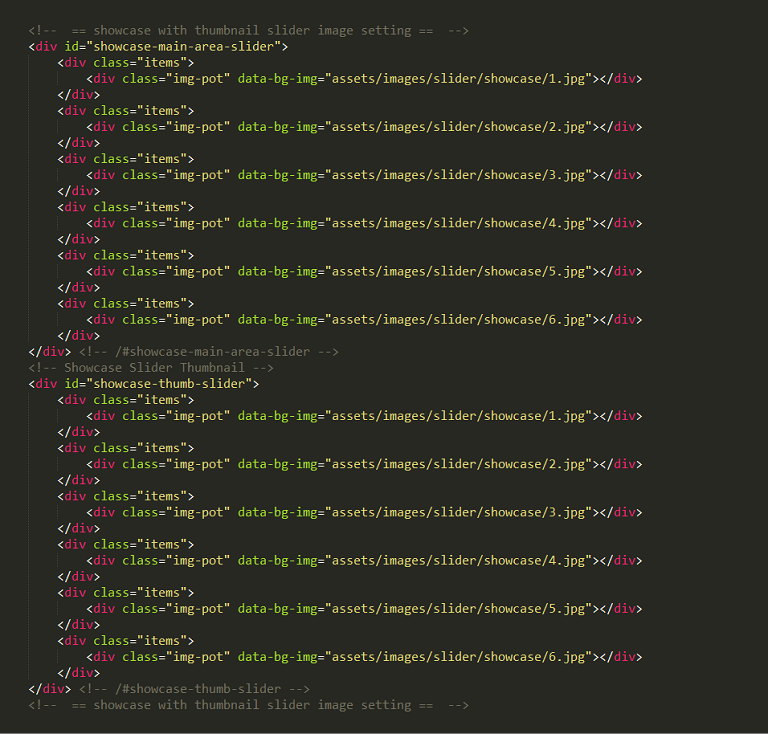 <!--  == showcase with thumbnail slider image setting ==  -->
<div id="showcase-main-area-slider">
    <div class="items">
        <div class="img-pot" data-bg-img="assets/images/slider/showcase/1.jpg"></div>
    </div>
    <div class="items">
        <div class="img-pot" data-bg-img="assets/images/slider/showcase/2.jpg"></div>
    </div>
    <div class="items">
        <div class="img-pot" data-bg-img="assets/images/slider/showcase/3.jpg"></div>
    </div>
    <div class="items">
        <div class="img-pot" data-bg-img="assets/images/slider/showcase/4.jpg"></div>
    </div>
    <div class="items">
        <div class="img-pot" data-bg-img="assets/images/slider/showcase/5.jpg"></div>
    </div>
    <div class="items">
        <div class="img-pot" data-bg-img="assets/images/slider/showcase/6.jpg"></div>
    </div>
</div> <!-- /#showcase-main-area-slider -->
<!-- Showcase Slider Thumbnail -->
<div id="showcase-thumb-slider">
    <div class="items">
        <div class="img-pot" data-bg-img="assets/images/slider/showcase/1.jpg"></div>
    </div>
    <div class="items">
        <div class="img-pot" data-bg-img="assets/images/slider/showcase/2.jpg"></div>
    </div>
    <div class="items">
        <div class="img-pot" data-bg-img="assets/images/slider/showcase/3.jpg"></div>
    </div>
    <div class="items">
        <div class="img-pot" data-bg-img="assets/images/slider/showcase/4.jpg"></div>
    </div>
    <div class="items">
        <div class="img-pot" data-bg-img="assets/images/slider/showcase/5.jpg"></div>
    </div>
    <div class="items">
        <div class="img-pot" data-bg-img="assets/images/slider/showcase/6.jpg"></div>
    </div>
</div> <!-- /#showcase-thumb-slider -->
<!--  == showcase with thumbnail slider image setting ==  -->